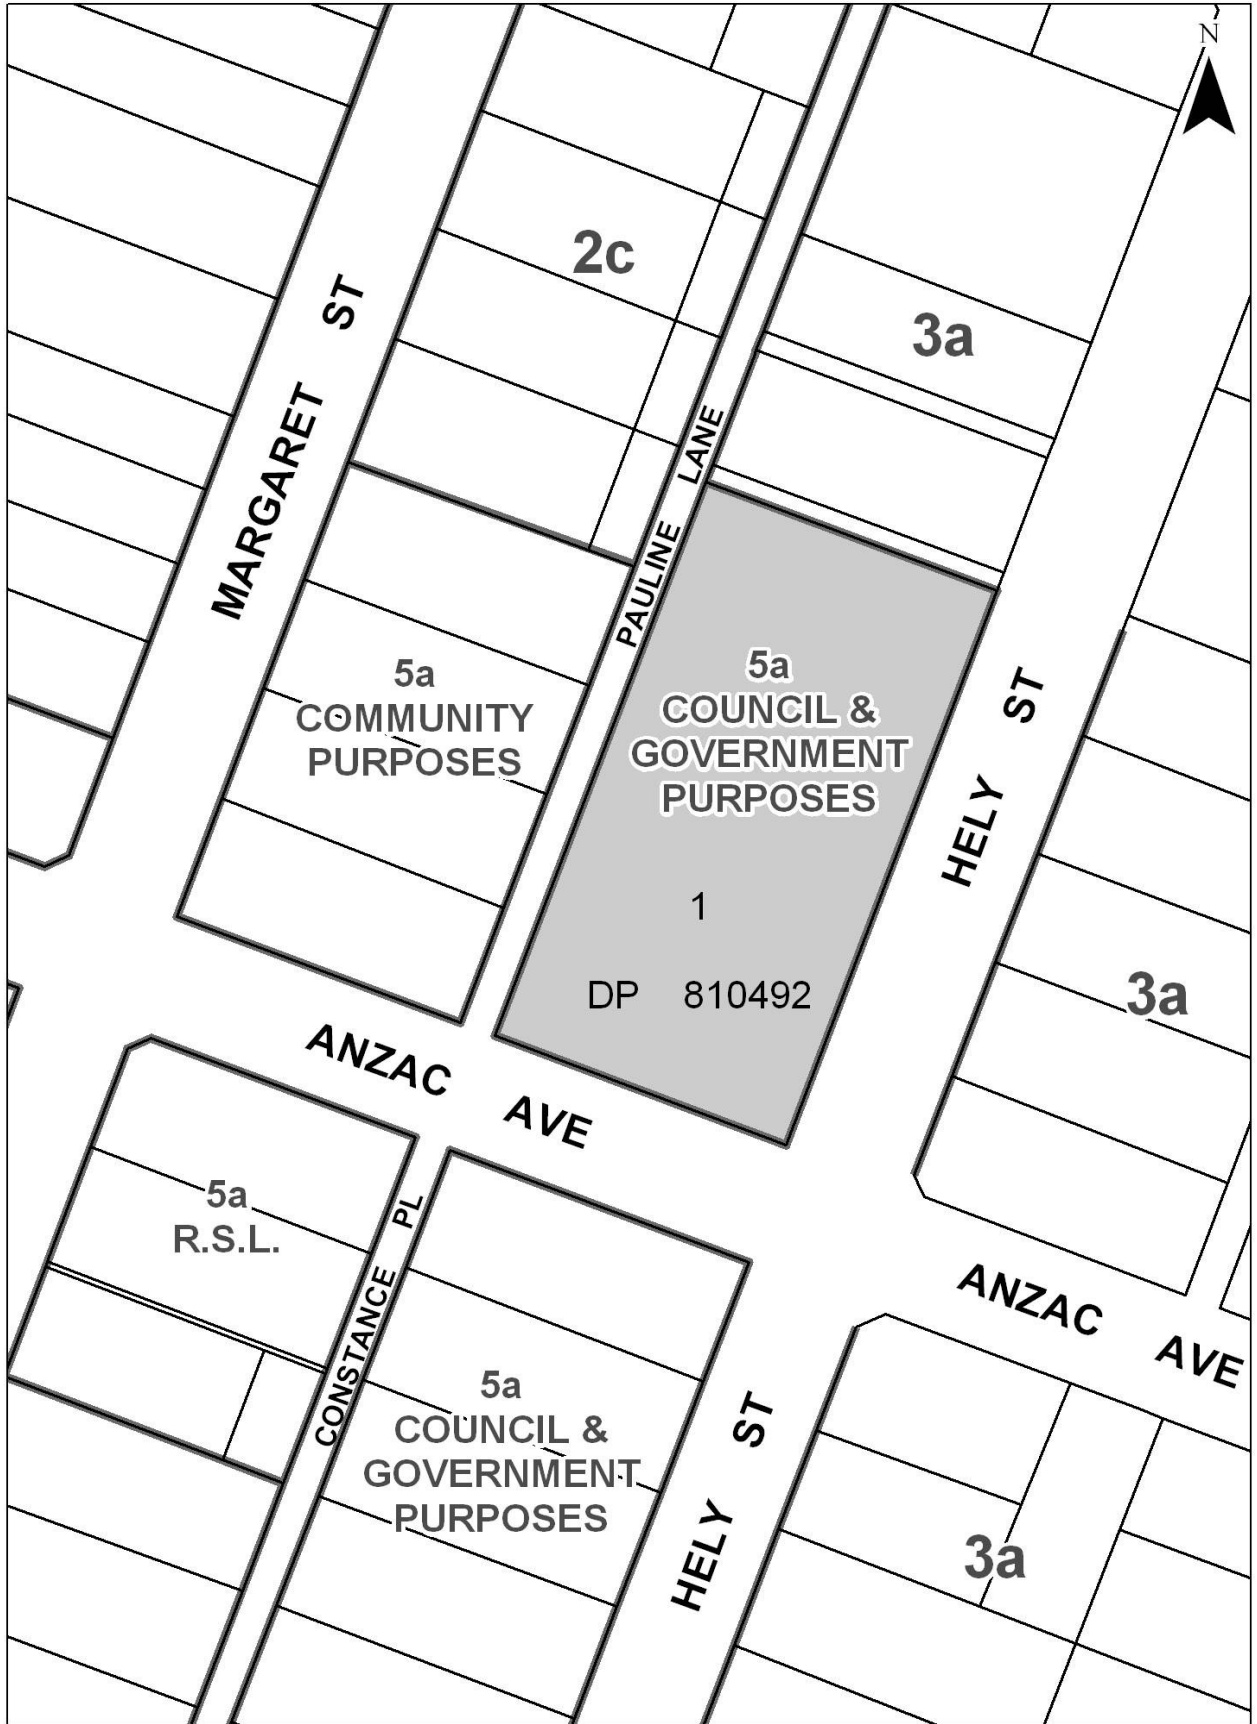 N
2c
3a
MARGARET ST
PAULINE LANE
5a
COMMUNITY
PURPOSES
5a
COUNCIL &
GOVERNMENT
PURPOSES
1
DP 810492
HELY ST
3a
ANZAC AVE
5a
R.S.L.
CONSTANCE PL
ANZAC AVE
5a
COUNCIL &
GOVERNMENT
PURPOSES
HELY ST
3a